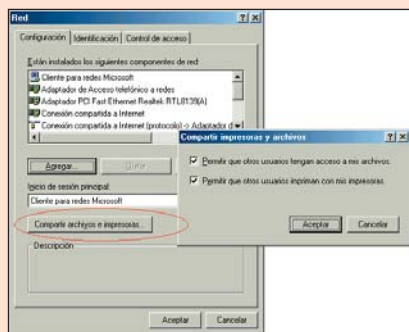 Red
Configuración Identificación Control de acceso
Están instalados los siguientes componentes de red:
Cliente para redes Microsoft
Adaptador de Acceso telefónico a redes
Adaptador PCI Fast Ethernet Realtek RTL8139(A)
Conexión compartida a Internet
Conexión compartida a Internet (protocolo) -> Adaptador d
Agregar... Quitar
Inicio de sesión principal:
Cliente para redes Microsoft
Compartir archivos e impresoras...
Descripción
Aceptar Cancelar
Compartir impresoras y archivos
Permitir que otros usuarios tengan acceso a mis archivos.
Permitir que otros usuarios impriman con mis impresoras.
Aceptar Cancelar